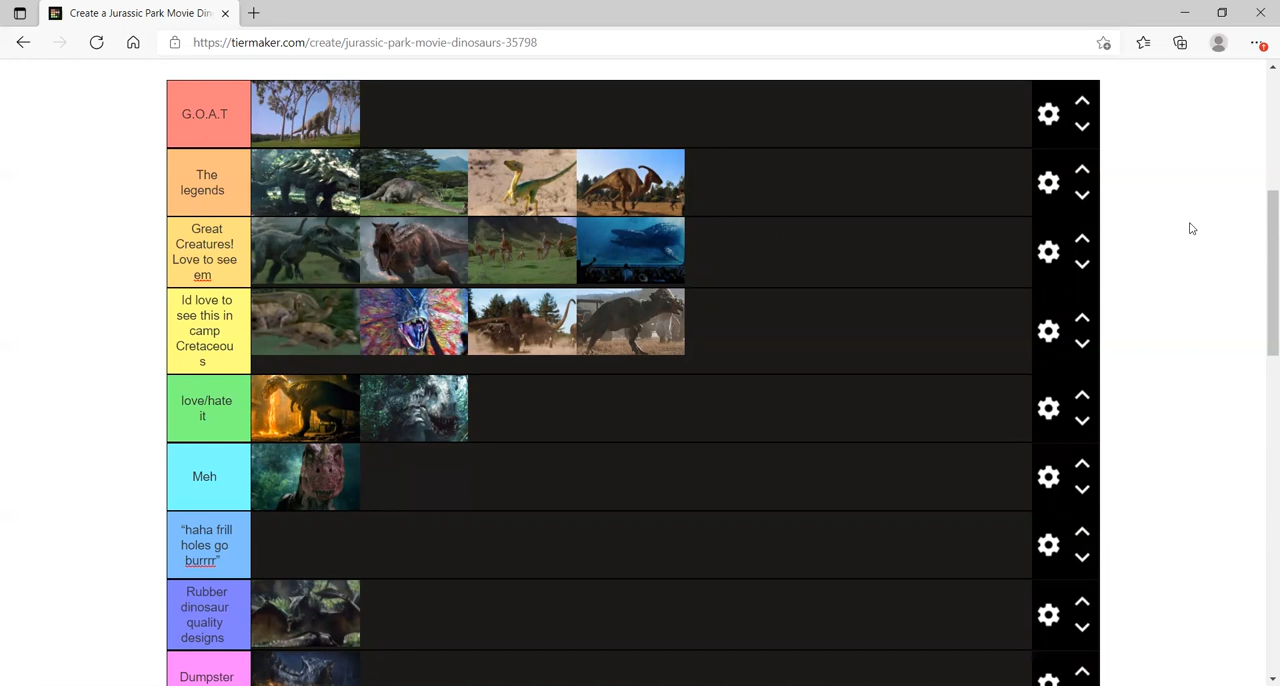 Create a Jurassic Park Movie Din
https://tiermaker.com/create/jurassic-park-movie-dinosaurs-35798
G.O.A.T
The
legends
Great
Creatures!
Love to see
em
Id love to
see this in
camp
Cretaceou
s
love/hate
it
Meh
“haha frill
holes go
burrrr”
Rubber
dinosaur
quality
designs
Dumpster